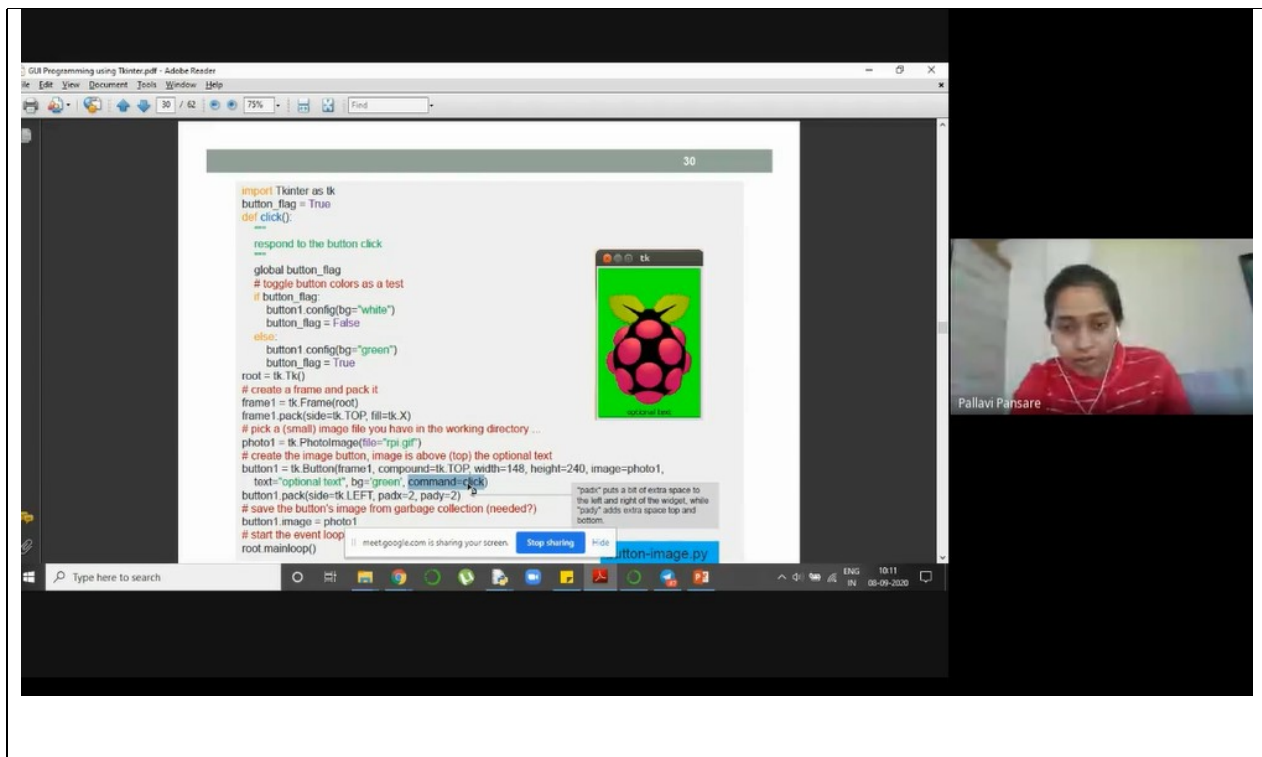 GUI Programming using Tkinter.pdf - Adobe Reader
Edit View Document Tools Window Help
30 / 62 75% Find
30
import Tkinter as tk
button_flag = True
def click():
"""
respond to the button click
"""
global button_flag
# toggle button colors as a test
if button_flag:
button1.config(bg="white")
button_flag = False
else:
button1.config(bg="green")
button_flag = True
root = tk.Tk()
# create a frame and pack it
frame1 = tk.Frame(root)
frame1.pack(side=tk.TOP, fill=tk.X)
# pick a (small) image file you have in the working directory ...
photo1 = tk.PhotoImage(file="rpi.gif")
# create the image button, image is above (top) the optional text
button1 = tk.Button(frame1, compound=tk.TOP, width=148, height=240, image=photo1,
text="optional text", bg='green', command=click)
button1.pack(side=tk.LEFT, padx=2, pady=2)
# save the button's image from garbage collection (needed?)
button1.image = photo1
# start the event loop
root.mainloop()
tk
optional text
"padx" puts a bit of extra space to
the left and right of the widget, while
"pady" adds extra space top and
bottom.
utton-image.py
meet.google.com is sharing your screen. Stop sharing Hide
Pallavi Pansare
Type here to search
ENG 10:11
IN 08-09-2020